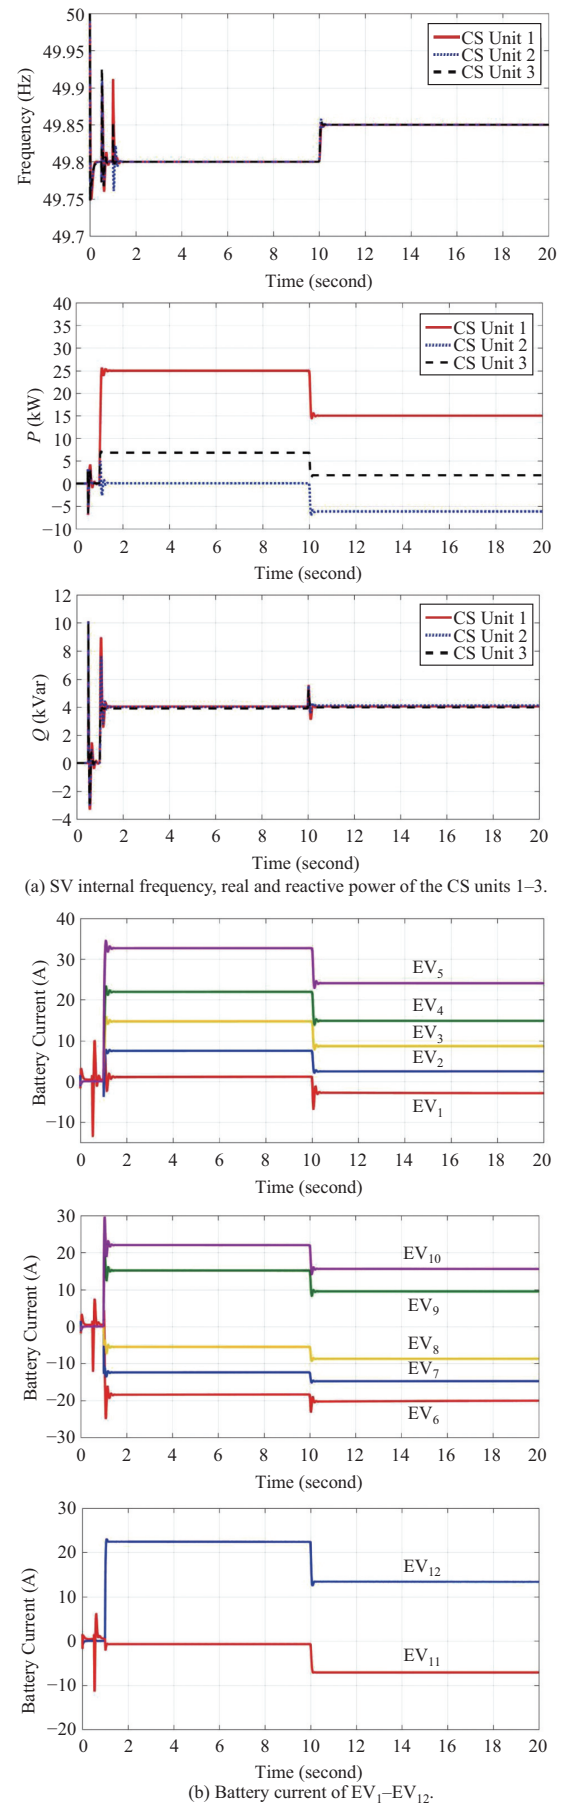 50
49.95
49.9
49.85
49.8
49.75
49.7
Frequency (Hz)
CS Unit 1
CS Unit 2
CS Unit 3
0 2 4 6 8 10 12 14 16 18 20
Time (second)
40
35
30
25
20
15
10
5
0
−5
−10
P (kW)
CS Unit 1
CS Unit 2
CS Unit 3
0 2 4 6 8 10 12 14 16 18 20
Time (second)
12
10
8
6
4
2
0
−2
−4
Q (kVar)
CS Unit 1
CS Unit 2
CS Unit 3
0 2 4 6 8 10 12 14 16 18 20
Time (second)
(a) SV internal frequency, real and reactive power of the CS units 1–3.
40
30
20
10
0
−10
Battery Current (A)
EV5
EV4
EV3
EV2
EV1
0 2 4 6 8 10 12 14 16 18 20
Time (second)
30
20
10
0
−10
−20
−30
Battery Current (A)
EV10
EV9
EV8
EV7
EV6
0 2 4 6 8 10 12 14 16 18 20
Time (second)
30
20
10
0
−10
−20
Battery Current (A)
EV12
EV11
0 2 4 6 8 10 12 14 16 18 20
Time (second)
(b) Battery current of EV1–EV12.